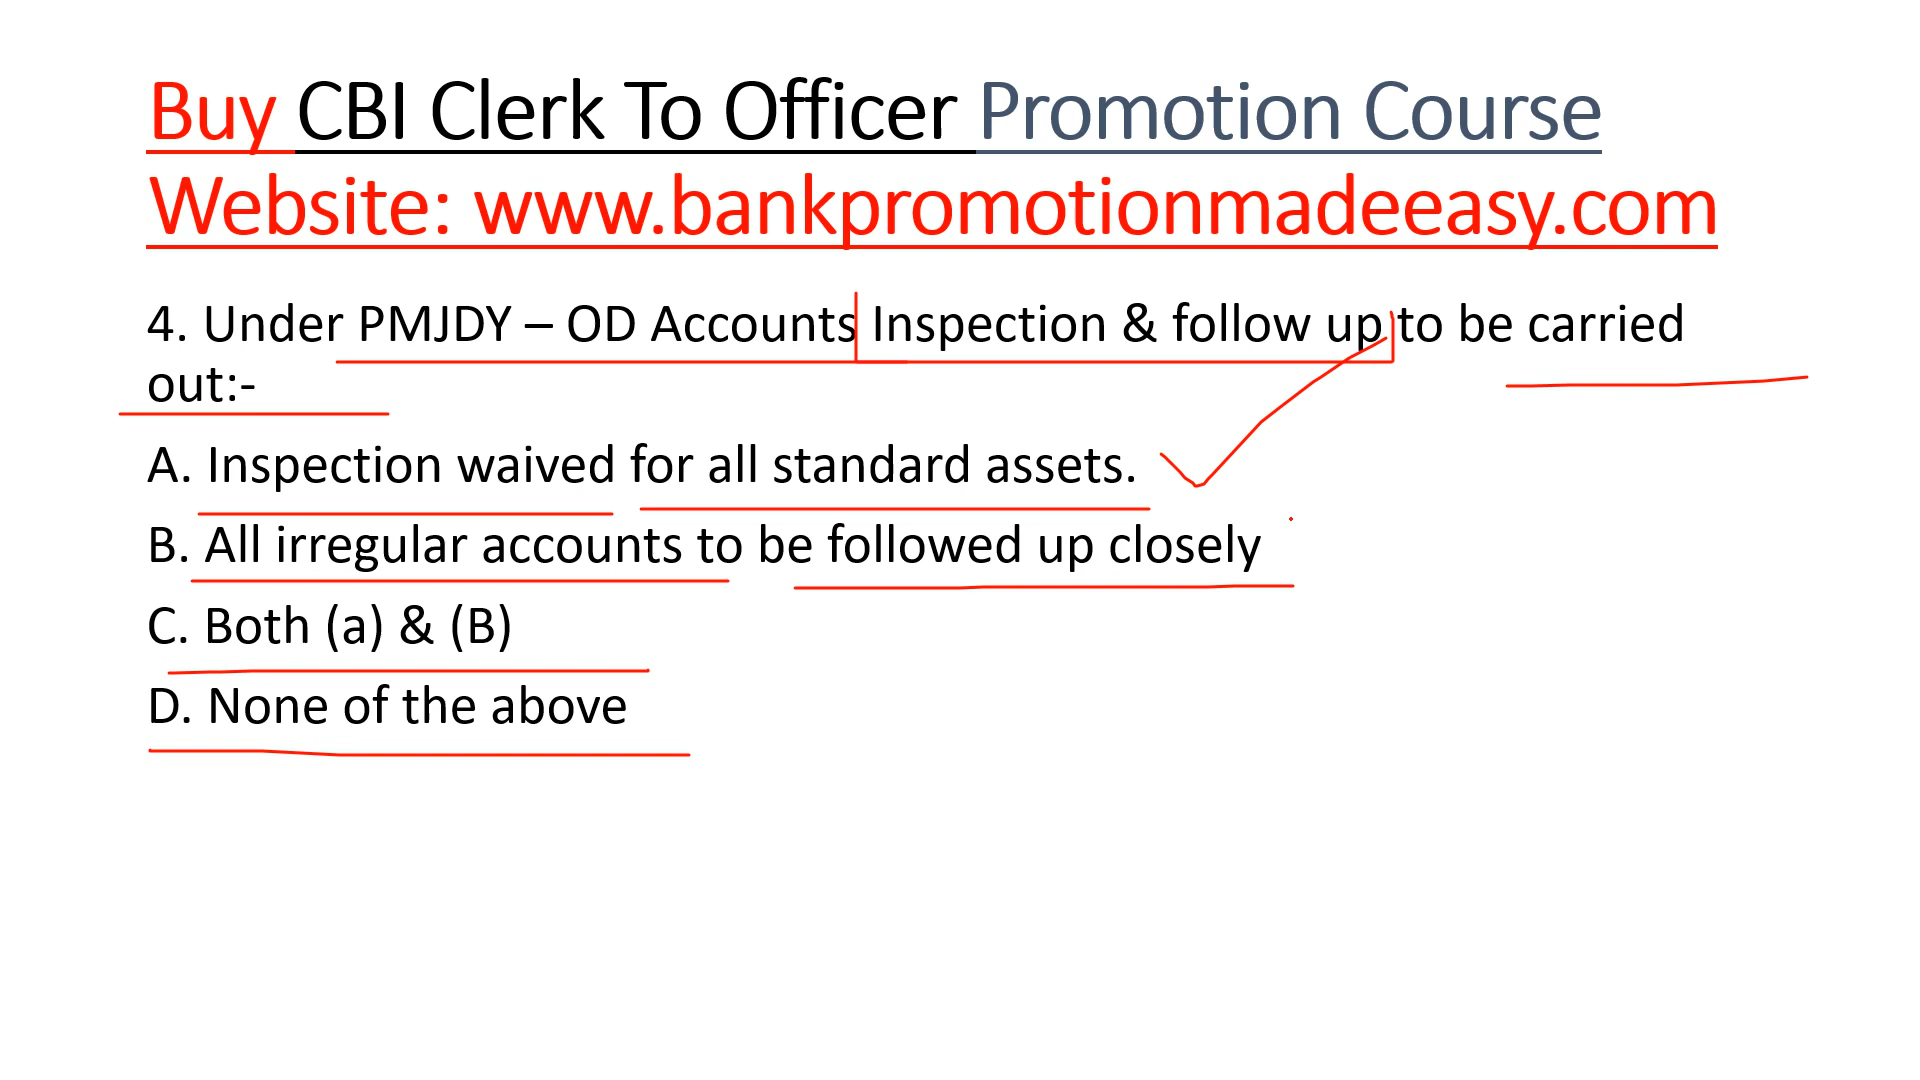 Buy CBI Clerk To Officer Promotion Course
Website: www.bankpromotionmadeeasy.com
4. Under PMJDY – OD Accounts Inspection & follow up to be carried
out:-
A. Inspection waived for all standard assets.
B. All irregular accounts to be followed up closely
C. Both (a) & (B)
D. None of the above